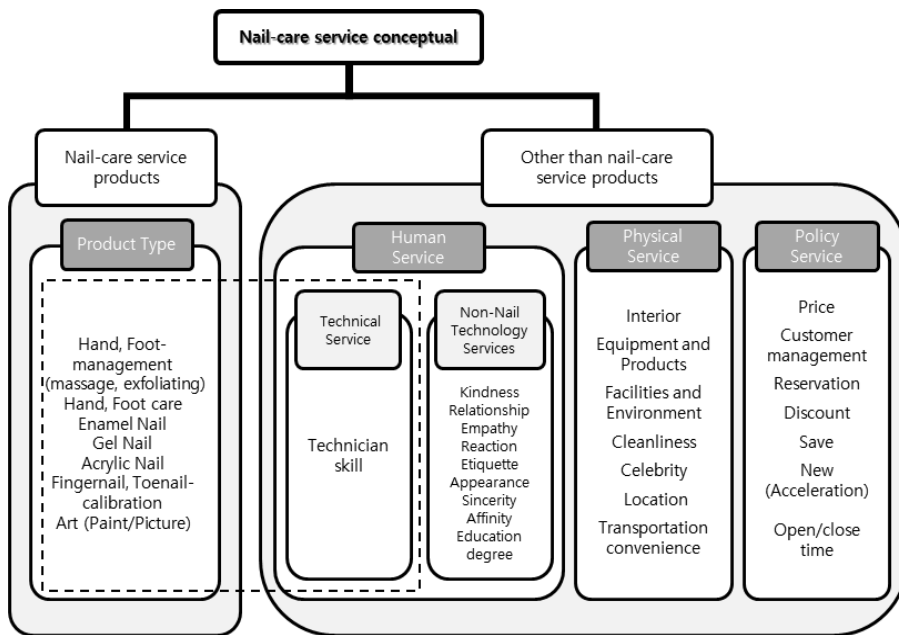 Nail-care service conceptual
Nail-care service
products
Other than nail-care
service products
Product Type
Hand, Foot-
management
(massage, exfoliating)
Hand, Foot care
Enamel Nail
Gel Nail
Acrylic Nail
Fingernail, Toenail-
calibration
Art (Paint/Picture)
Human
Service
Technical
Service
Technician
skill
Non-Nail
Technology
Services
Kindness
Relationship
Empathy
Reaction
Etiquette
Appearance
Sincerity
Affinity
Education
degree
Physical
Service
Interior
Equipment and
Products
Facilities and
Environment
Cleanliness
Celebrity
Location
Transportation
convenience
Policy
Service
Price
Customer
management
Reservation
Discount
Save
New
(Acceleration)
Open/close
time